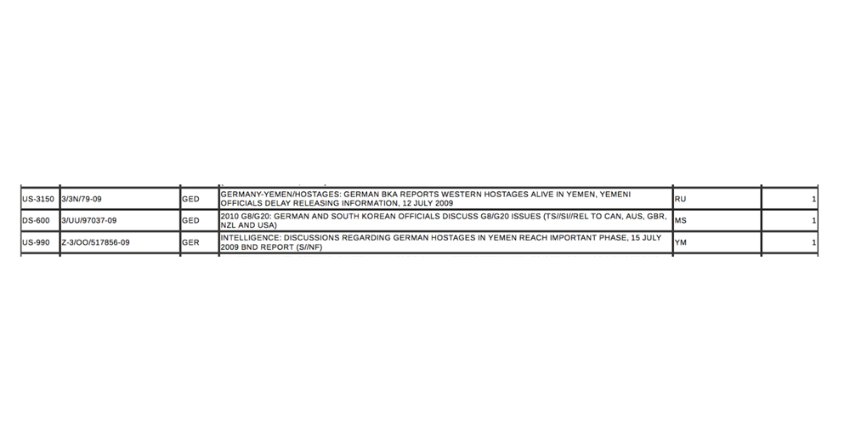 US-3150 3/3N/79-09 GED GERMANY-YEMEN/HOSTAGES: GERMAN BKA REPORTS WESTERN HOSTAGES ALIVE IN YEMEN, YEMENI RU 1
OFFICIALS DELAY RELEASING INFORMATION, 12 JULY 2009
DS-600 3/UU/97037-09 GED 2010 G8/G20: GERMAN AND SOUTH KOREAN OFFICIALS DISCUSS G8/G20 ISSUES (TS//SI//REL TO CAN, AUS, GBR, MS 1
NZL AND USA)
US-990 Z-3/OO/517856-09 GER INTELLIGENCE: DISCUSSIONS REGARDING GERMAN HOSTAGES IN YEMEN REACH IMPORTANT PHASE, 15 JULY YM 1
2009 BND REPORT (S//NF)